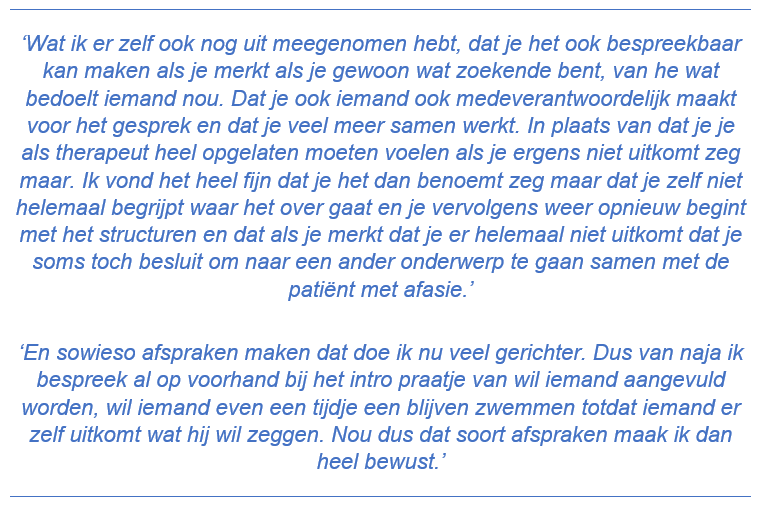 ‘Wat ik er zelf ook nog uit meegenomen hebt, dat je het ook bespreekbaar
kan maken als je merkt als je gewoon wat zoekende bent, van he wat
bedoelt iemand nou. Dat je ook iemand ook medeverantwoordelijk maakt
voor het gesprek en dat je veel meer samen werkt. In plaats van dat je je
als therapeut heel opgelaten moeten voelen als je ergens niet uitkomt zeg
maar. Ik vond het heel fijn dat je het dan benoemt zeg maar dat je zelf niet
helemaal begrijpt waar het over gaat en je vervolgens weer opnieuw begint
met het structuren en dat als je merkt dat je er helemaal niet uitkomt dat je
soms toch besluit om naar een ander onderwerp te gaan samen met de
patiënt met afasie.’
‘En sowieso afspraken maken dat doe ik nu veel gerichter. Dus van naja ik
bespreek al op voorhand bij het intro praatje van wil iemand aangevuld
worden, wil iemand even een tijdje een blijven zwemmen totdat iemand er
zelf uitkomt wat hij wil zeggen. Nou dus dat soort afspraken maak ik dan
heel bewust.’